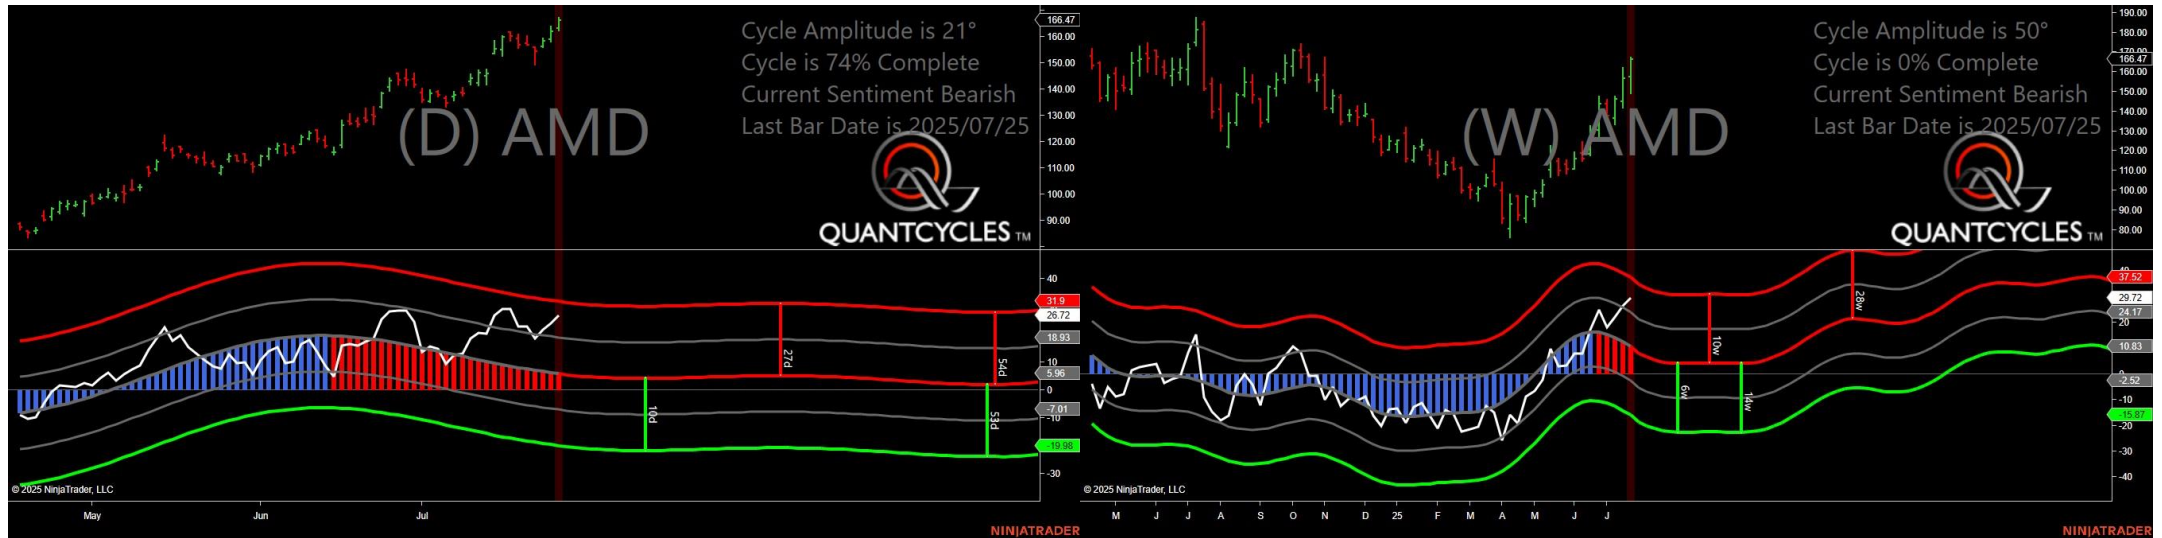 Cycle Amplitude is 21°
Cycle is 74% Complete
Current Sentiment Bearish
Last Bar Date is 2025/07/25
(D) AMD
QUANTCYCLES TM
166.47
160.00
150.00
140.00
130.00
120.00
110.00
100.00
90.00
40
31.9
26.72
18.93
10
5.96
0
-7.01
-10
-19.98
-30
10d
27d
53d
54d
© 2025 NinjaTrader, LLC
May Jun Jul
NINJATRADER
Cycle Amplitude is 50°
Cycle is 0% Complete
Current Sentiment Bearish
Last Bar Date is 2025/07/25
(W) AMD
QUANTCYCLES TM
190.00
180.00
170.00
166.47
160.00
150.00
140.00
130.00
120.00
110.00
100.00
90.00
80.00
37.52
29.72
24.17
20
10.83
-2.52
-10
-15.87
-20
-30
-40
6w
10w
14w
28w
© 2025 NinjaTrader, LLC
M J J A S O N D 25 F M A M J J
NINJATRADER